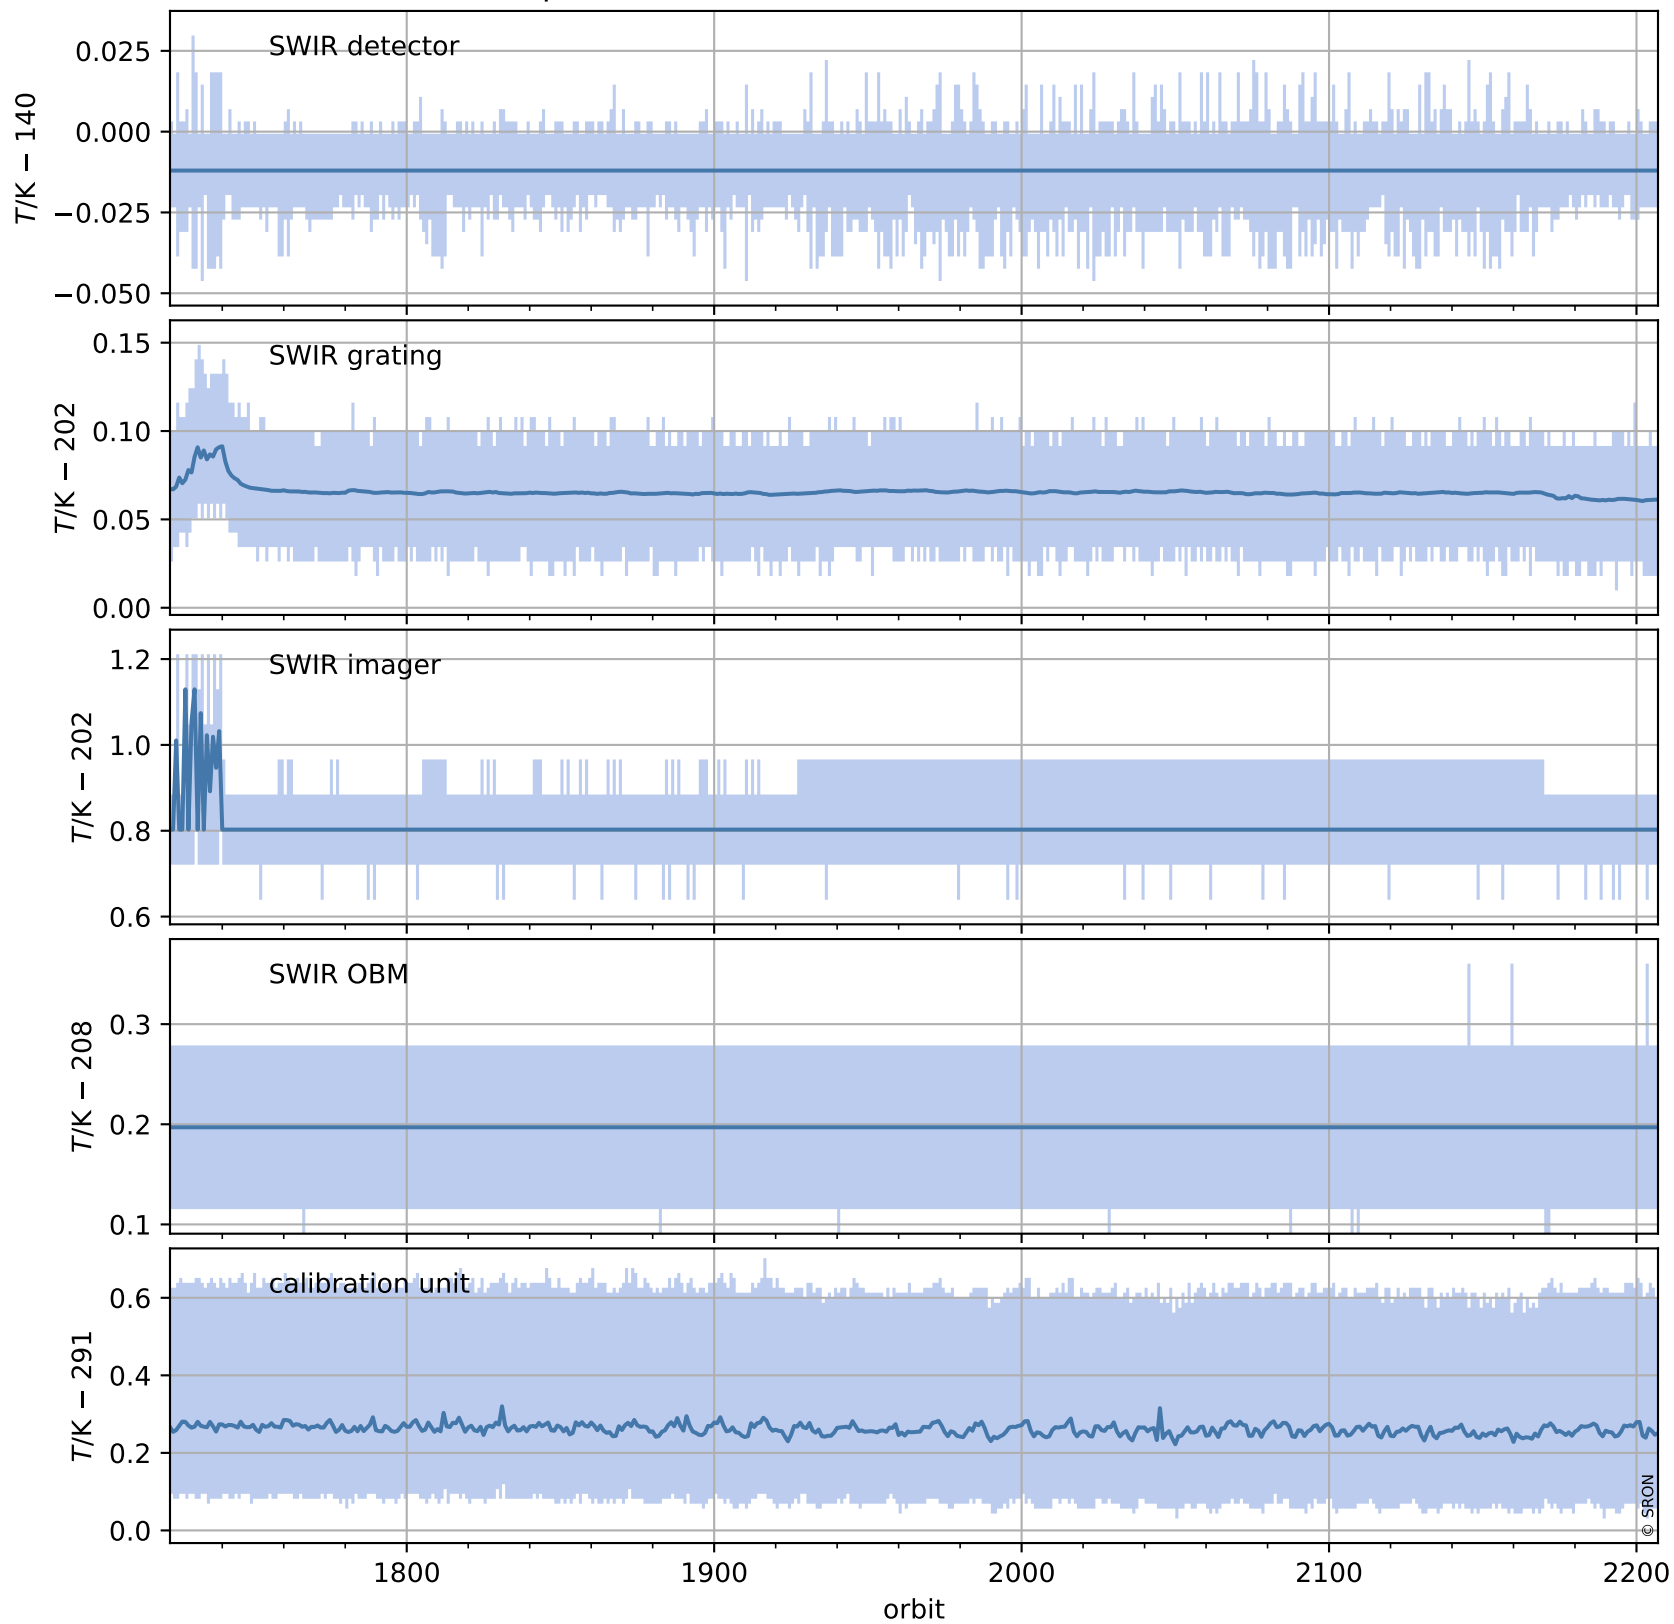 SWIR detector
0.025
0.000
−0.025
−0.050
T/K − 140
SWIR grating
0.15
0.10
0.05
0.00
T/K − 202
SWIR imager
1.2
1.0
0.8
0.6
T/K − 202
SWIR OBM
0.3
0.2
0.1
T/K − 208
calibration unit
0.6
0.4
0.2
0.0
T/K − 291
© SRON
1800 1900 2000 2100 2200
orbit